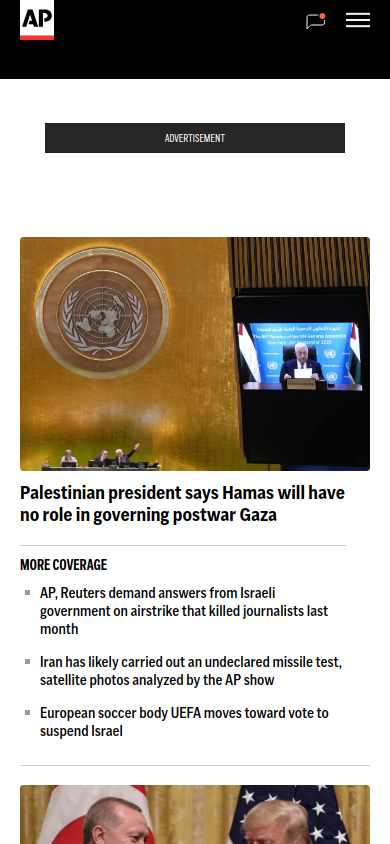 AP
ADVERTISEMENT
Palestinian president says Hamas will have
no role in governing postwar Gaza
MORE COVERAGE
AP, Reuters demand answers from Israeli
government on airstrike that killed journalists last
month
Iran has likely carried out an undeclared missile test,
satellite photos analyzed by the AP show
European soccer body UEFA moves toward vote to
suspend Israel